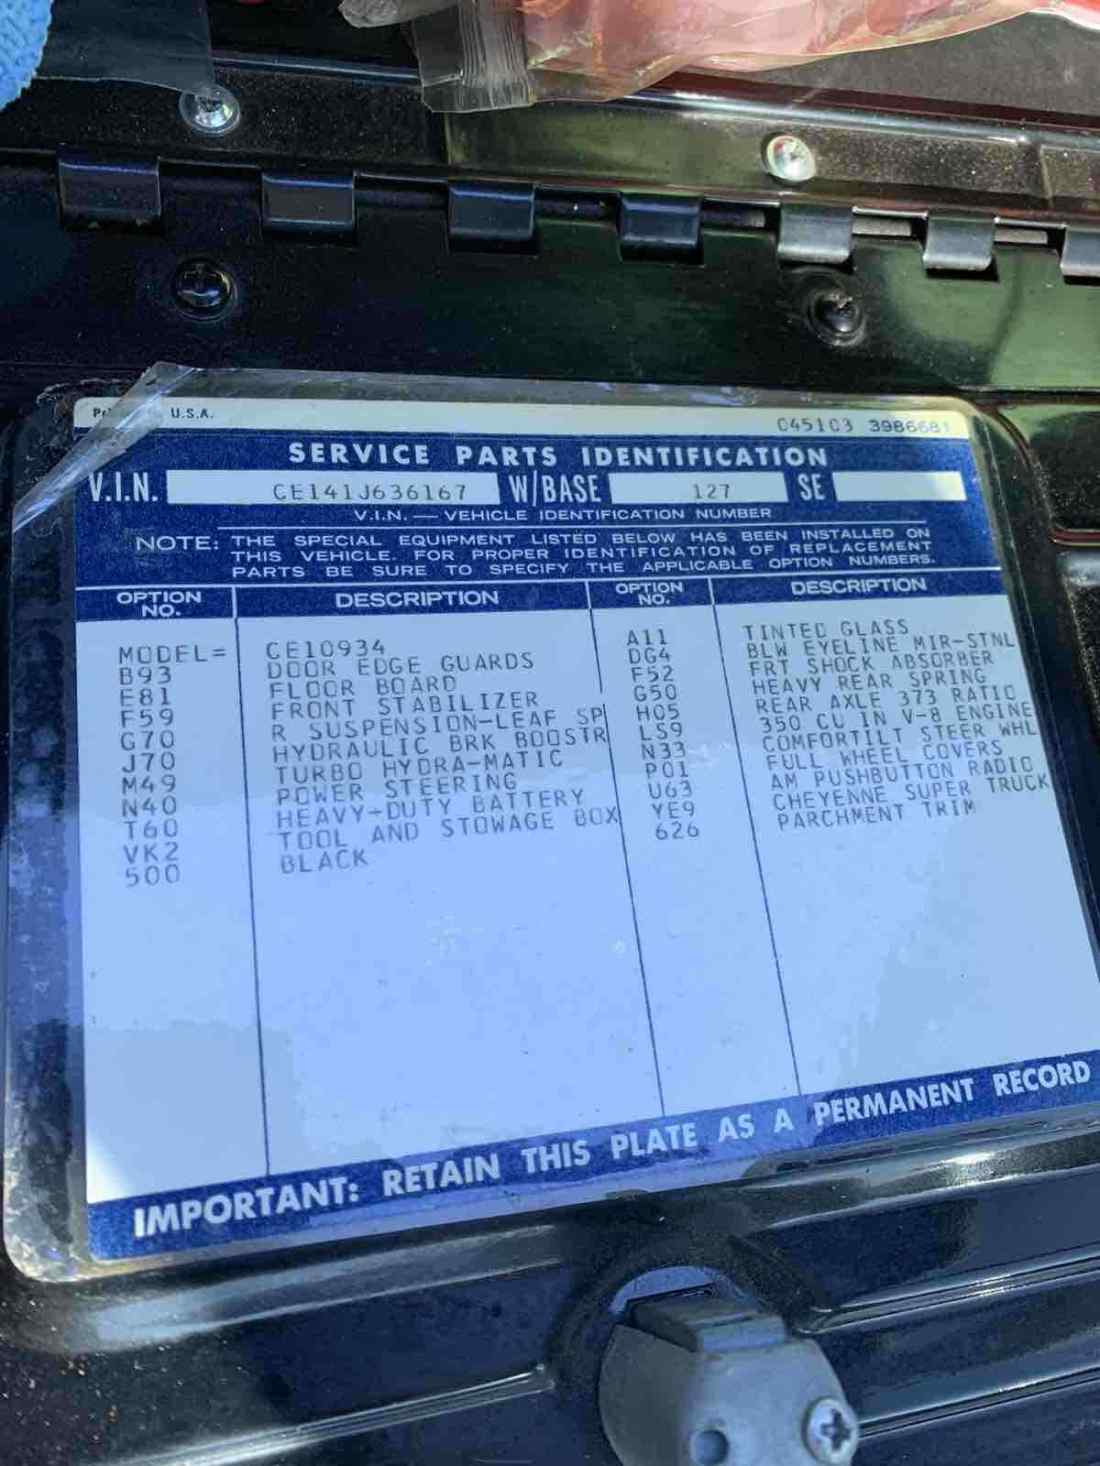 U.S.A.
045103 3986681
SERVICE PARTS IDENTIFICATION
V.I.N. CE141J636167 W/BASE 127 SE
V.I.N. — VEHICLE IDENTIFICATION NUMBER
NOTE: THE SPECIAL EQUIPMENT LISTED BELOW HAS BEEN INSTALLED ON
THIS VEHICLE. FOR PROPER IDENTIFICATION OF REPLACEMENT
PARTS BE SURE TO SPECIFY THE APPLICABLE OPTION NUMBERS.
OPTION NO. DESCRIPTION OPTION NO. DESCRIPTION
MODEL= CE10934
B93 DOOR EDGE GUARDS
E81 FLOOR BOARD
F59 FRONT STABILIZER
G70 R SUSPENSION-LEAF SP
J70 HYDRAULIC BRK BOOSTR
M49 TURBO HYDRA-MATIC
N40 POWER STEERING
T60 HEAVY-DUTY BATTERY
VK2 TOOL AND STOWAGE BOX
500 BLACK
A11 TINTED GLASS
DG4 BLW EYELINE MIR-STNL
F52 FRT SHOCK ABSORBER
G50 HEAVY REAR SPRING
H05 REAR AXLE 373 RATIO
LS9 350 CU IN V-8 ENGINE
N33 COMFORTILT STEER WHL
P01 FULL WHEEL COVERS
U63 AM PUSHBUTTON RADIO
YE9 CHEYENNE SUPER TRUCK
626 PARCHMENT TRIM
IMPORTANT: RETAIN THIS PLATE AS A PERMANENT RECORD